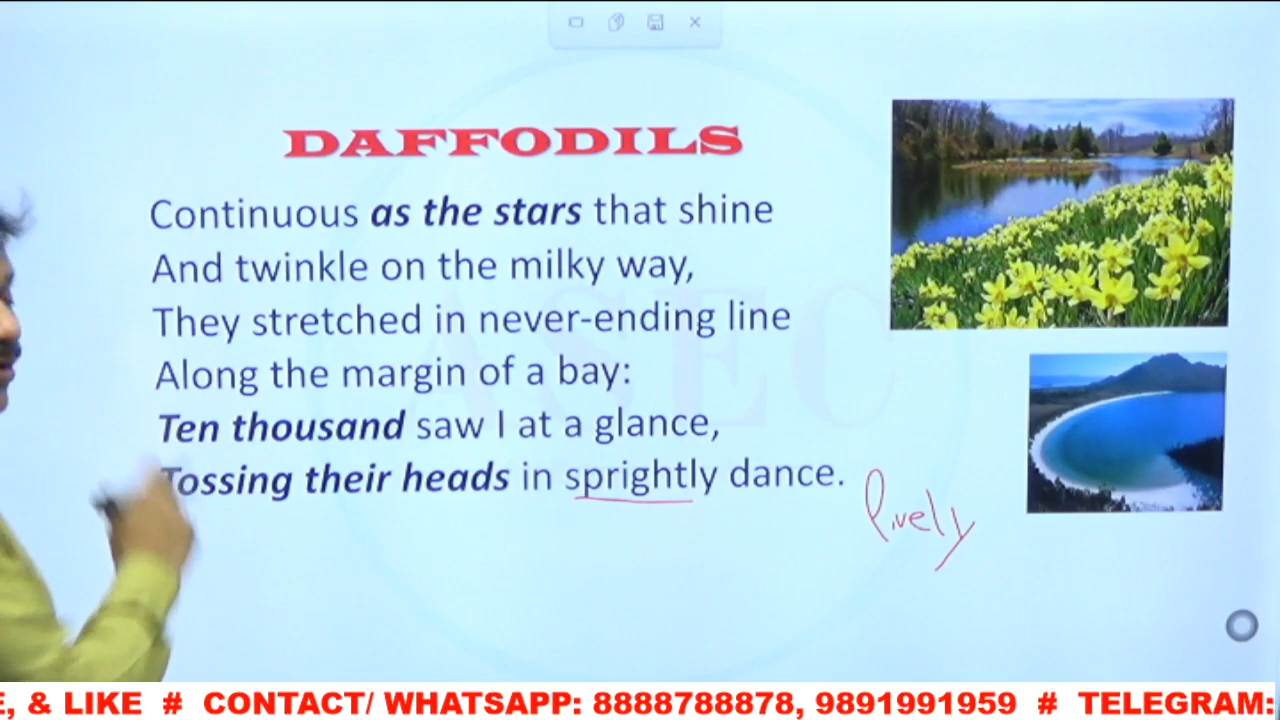 DAFFODILS
Continuous as the stars that shine
And twinkle on the milky way,
They stretched in never-ending line
Along the margin of a bay:
Ten thousand saw I at a glance,
Tossing their heads in sprightly dance.
lively
ASEC
E, & LIKE # CONTACT/ WHATSAPP: 8888788878, 9891991959 # TELEGRAM: